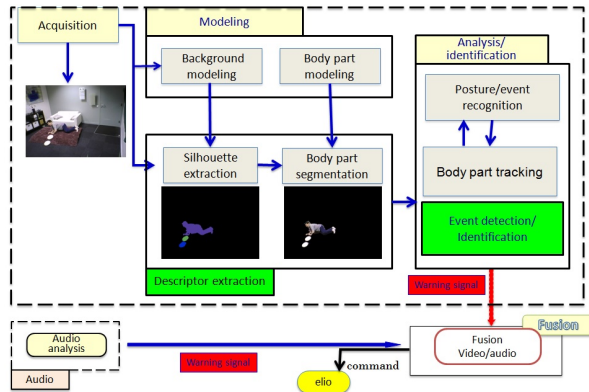 Acquisition
Modeling
Background
modeling
Body part
modeling
Analysis/
identification
Posture/event
recognition
Silhouette
extraction
Body part
segmentation
Body part tracking
Event detection/
Identification
Descriptor extraction
Warning signal
Audio
analysis
Audio
Warning signal
Fusion
Fusion
Video/audio
command
elio